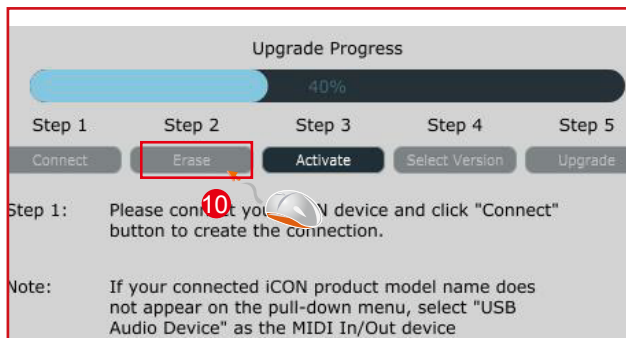 Upgrade Progress
40%
Step 1 Step 2 Step 3 Step 4 Step 5
Connect Erase Activate Select Version Upgrade
10
Step 1: Please connect you N device and click "Connect"
button to create the connection.
Note: If your connected iCON product model name does
not appear on the pull-down menu, select "USB
Audio Device" as the MIDI In/Out device